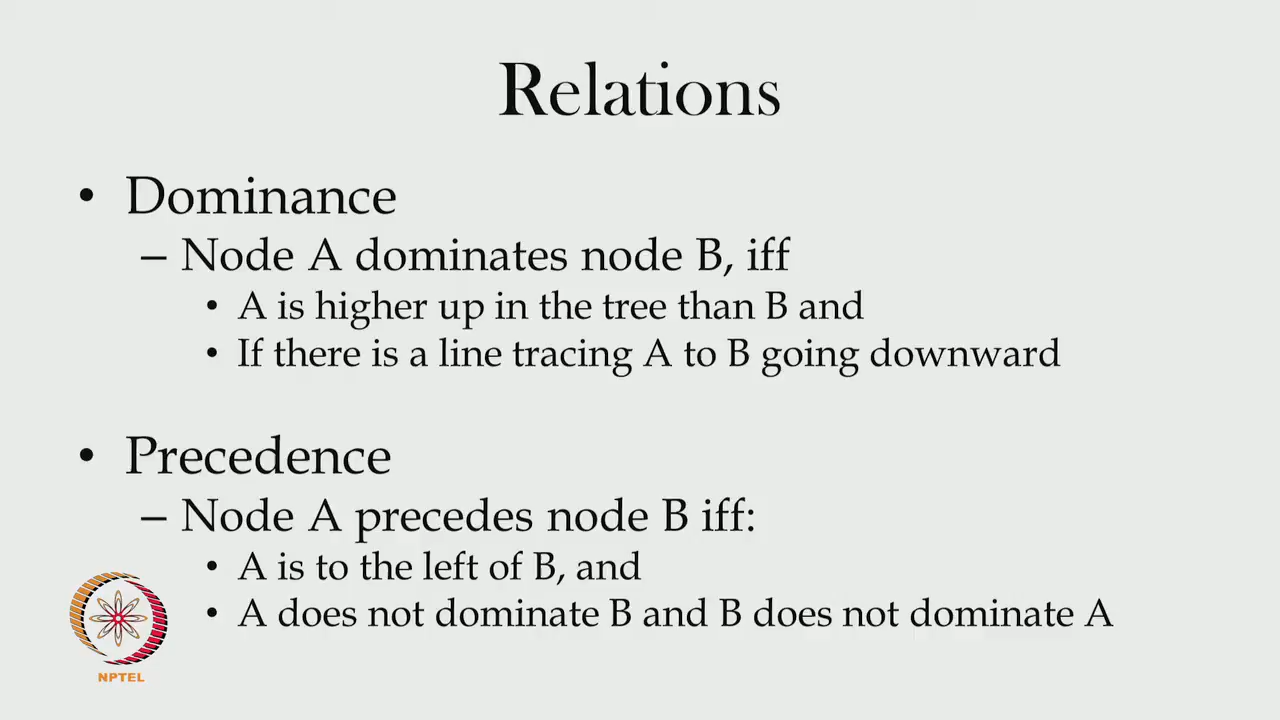 Relations
• Dominance
– Node A dominates node B, iff
• A is higher up in the tree than B and
• If there is a line tracing A to B going downward
• Precedence
– Node A precedes node B iff:
• A is to the left of B, and
• A does not dominate B and B does not dominate A
NPTEL